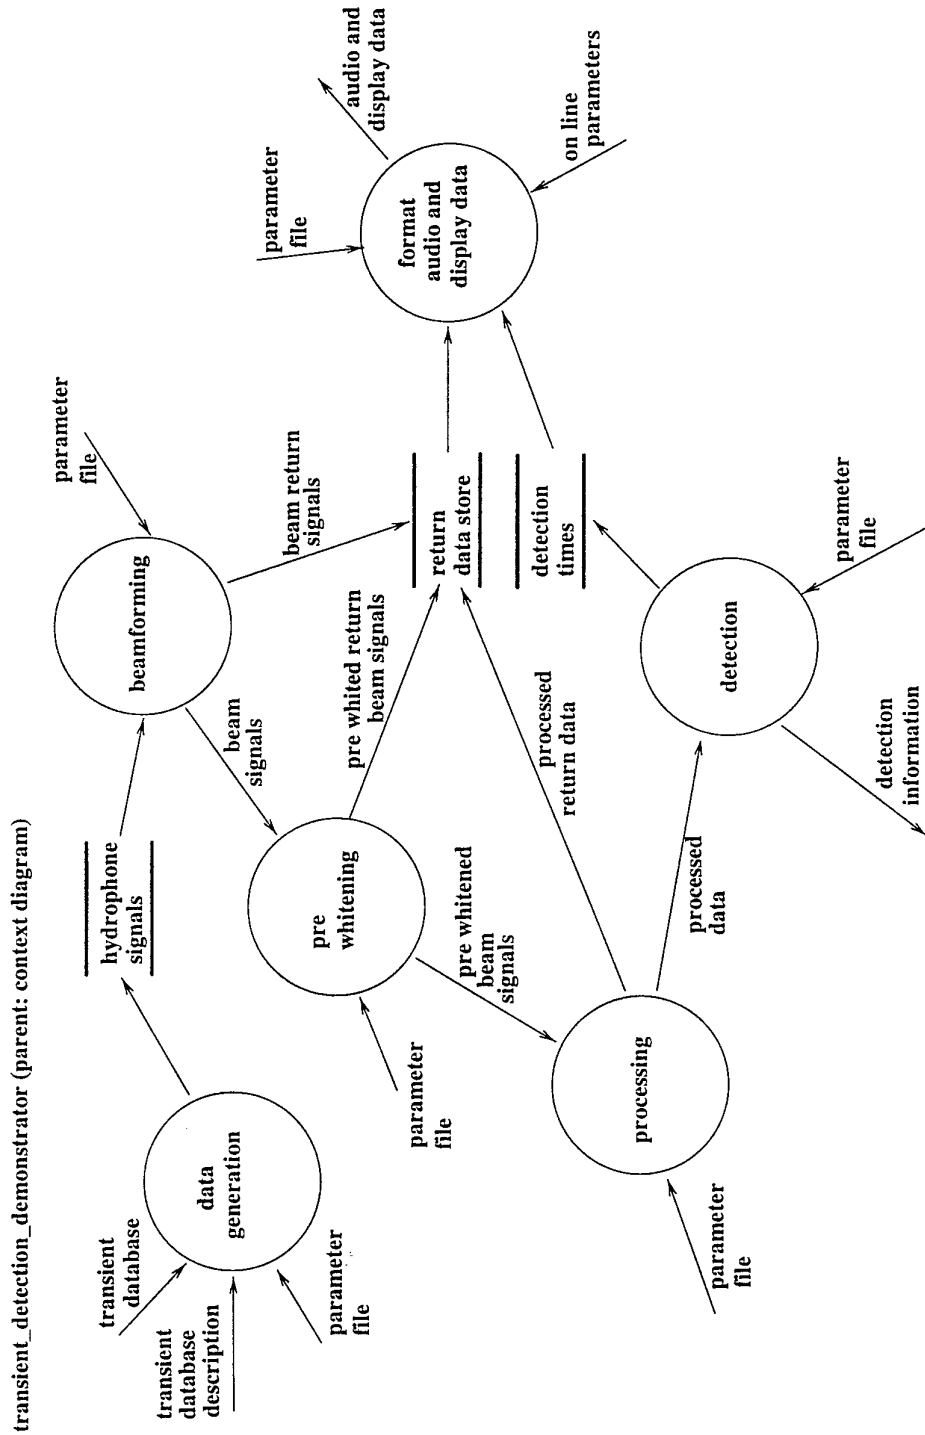 transient_detection_demonstrator (parent: context diagram)
transient
database
transient
database
description
parameter
file
data
generation
hydrophone
signals
beamforming
parameter
file
beam
signals
beam return
signals
pre
whitening
parameter
file
pre whited return
beam signals
pre whitened
beam
signals
processing
parameter
file
processed
return data
processed
data
return
data store
detection
times
detection
parameter
file
detection
information
format
audio and
display data
parameter
file
audio and
display data
on line
parameters